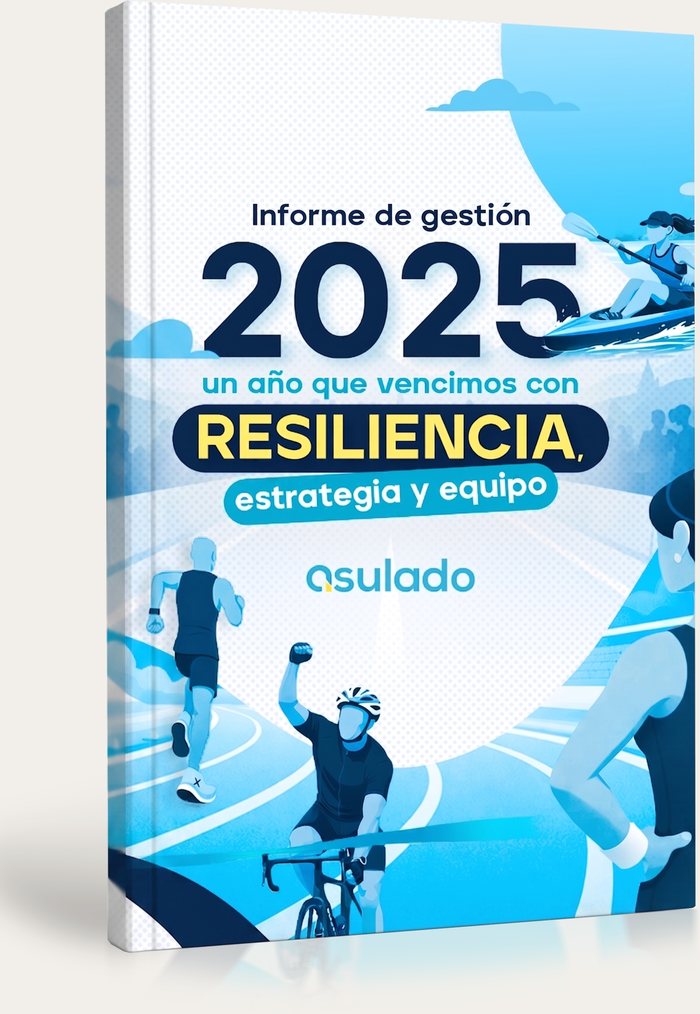 Informe de gestión
2025
un año que vencimos con
RESILIENCIA,
estrategia y equipo
asulado